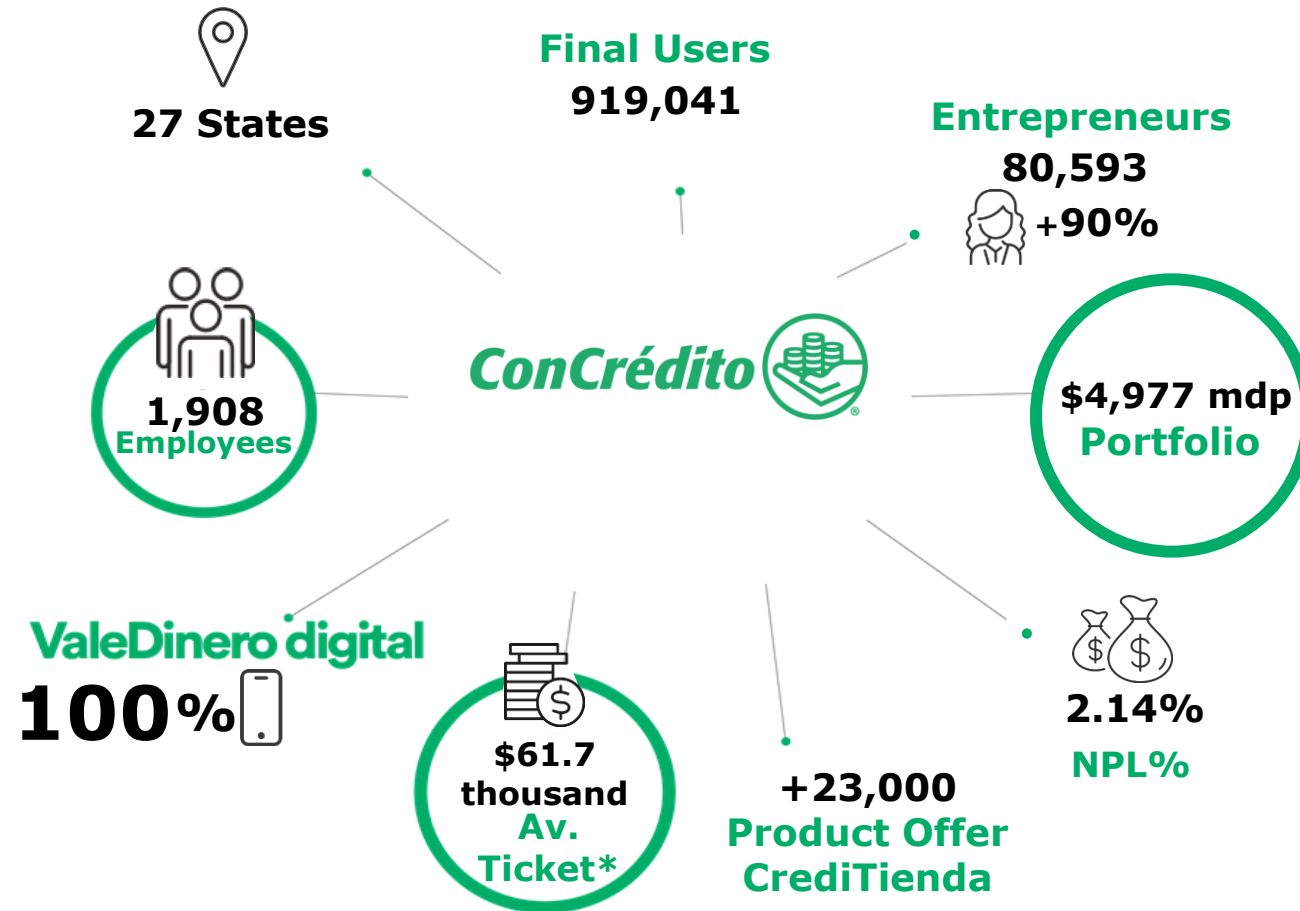 27 States
Final Users
919,041
Entrepreneurs
80,593
+90%
ConCrédito
®
1,908
Employees
$4,977 mdp
Portfolio
ValeDinero digital
100%
$
$61.7
thousand
Av.
Ticket*
+23,000
Product Offer
CrediTienda
$ $
2.14%
NPL%